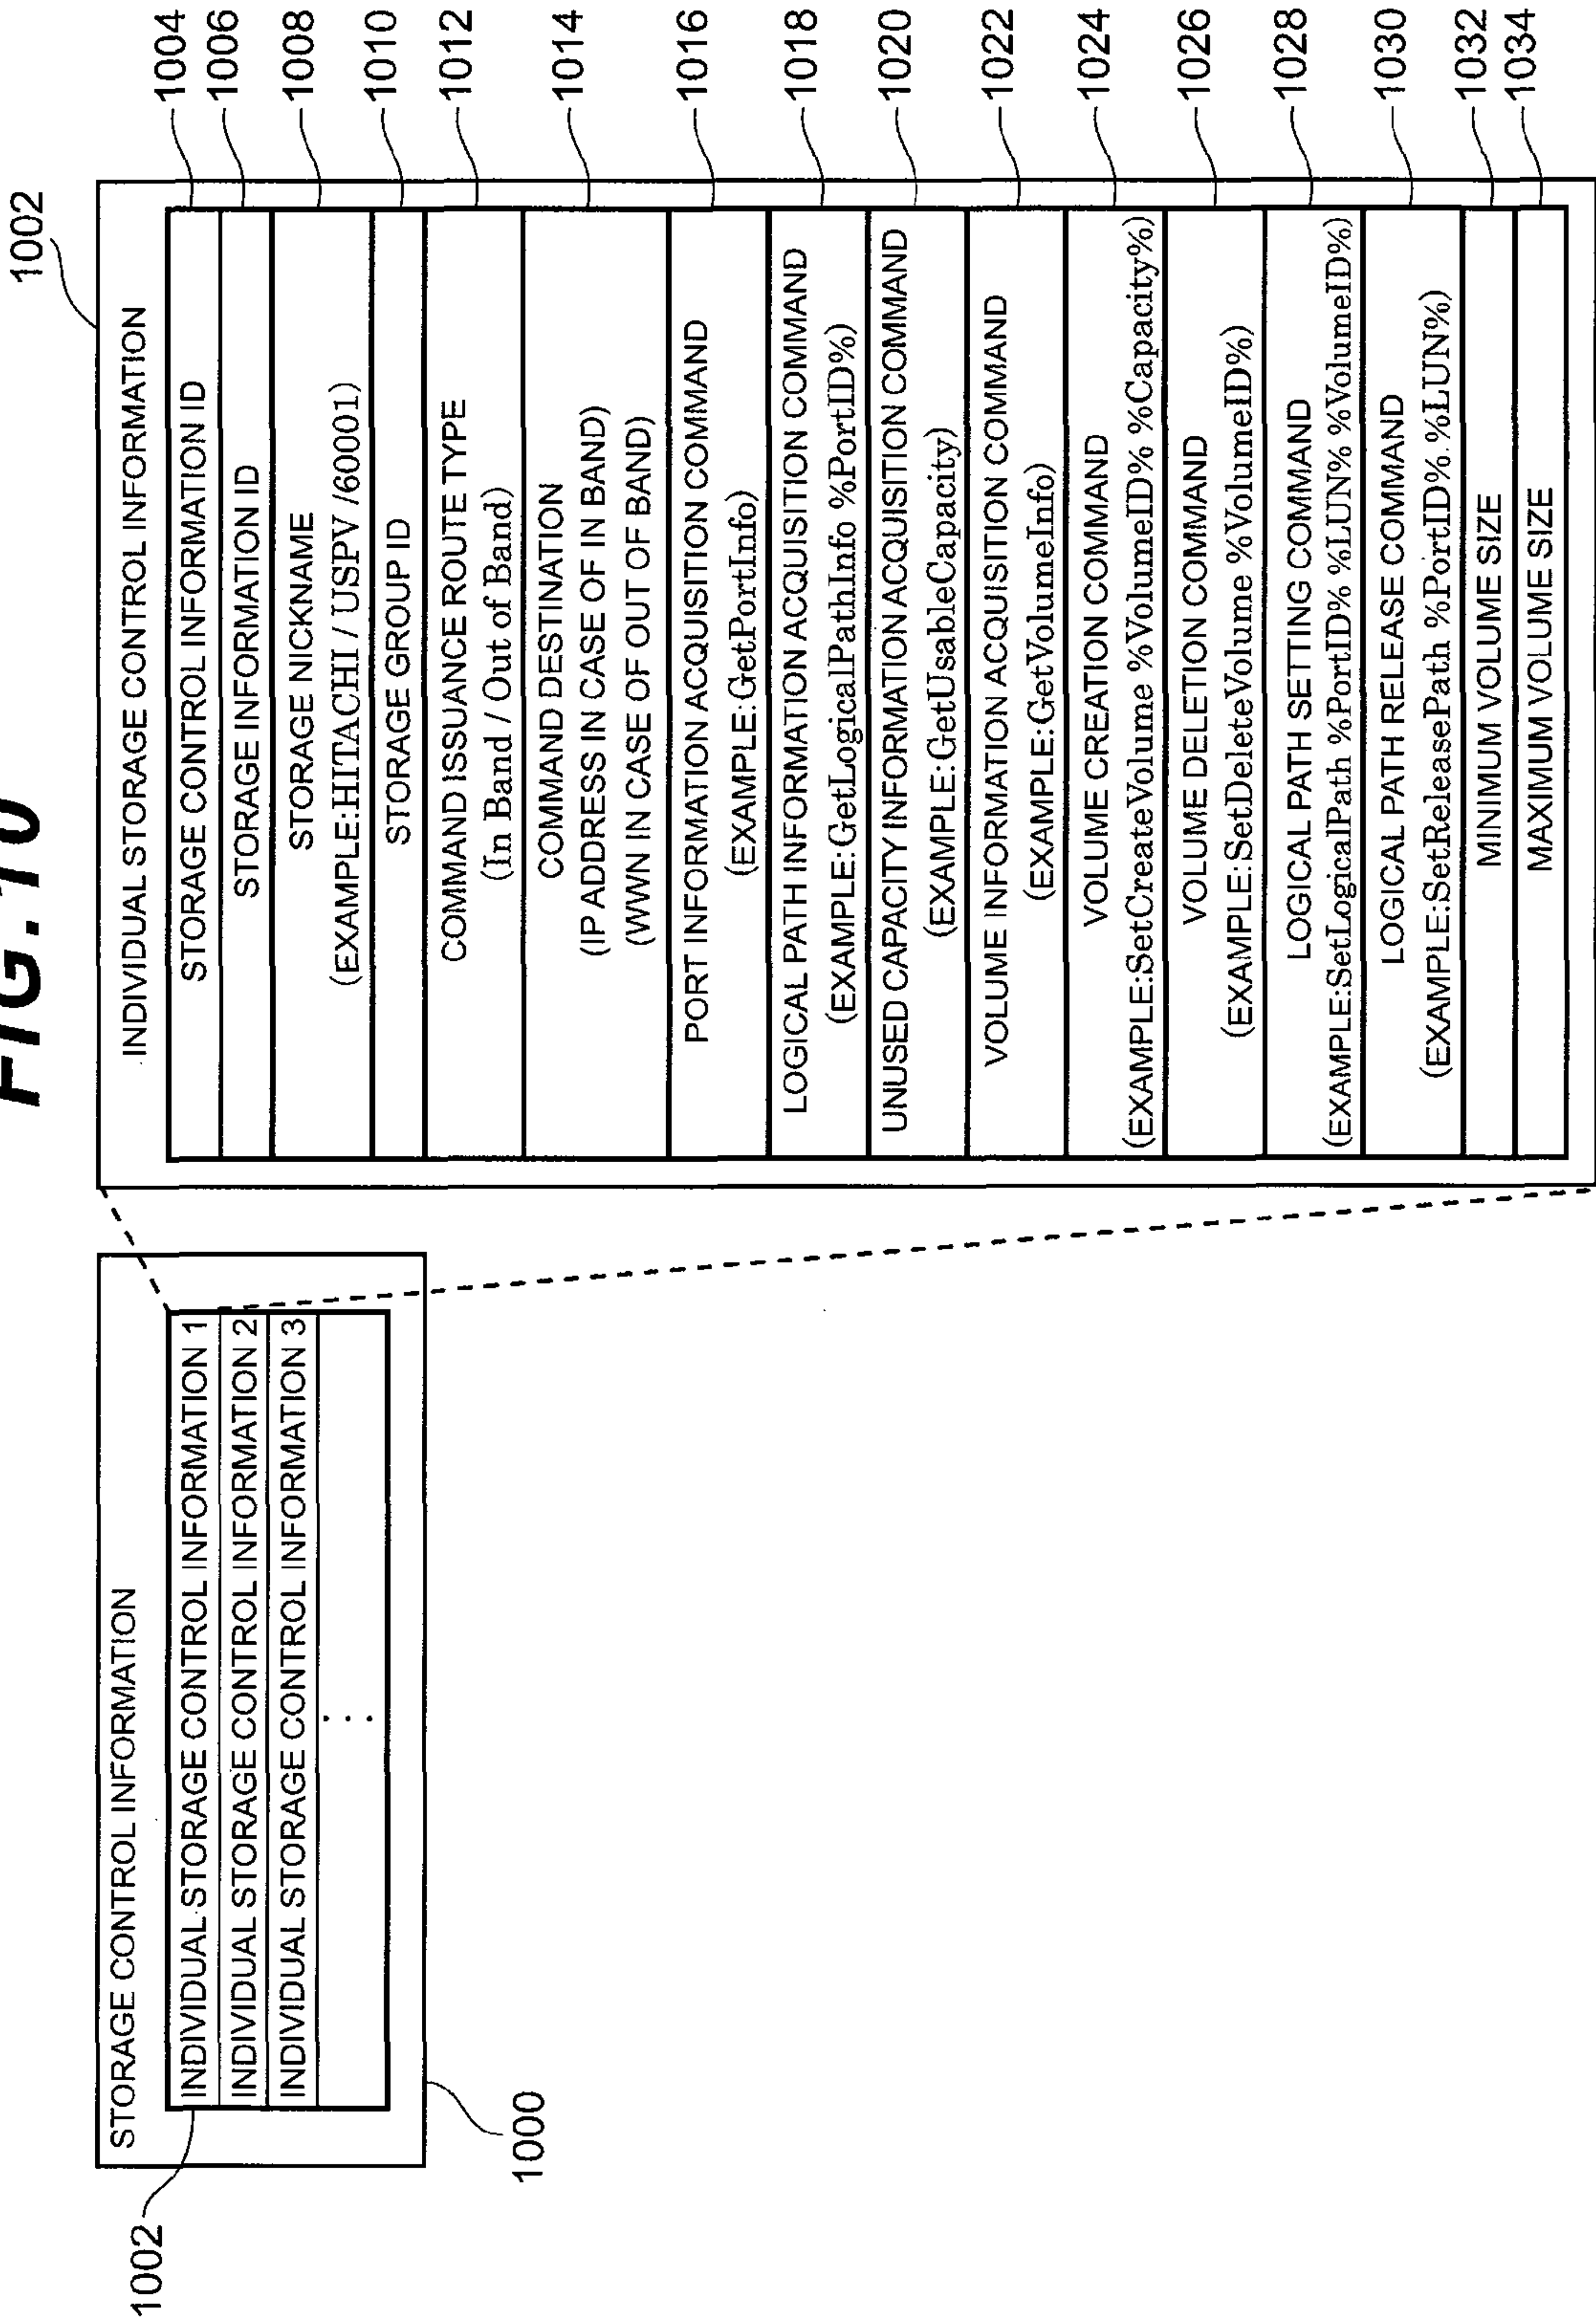 FIG. 10
STORAGE CONTROL INFORMATION
1002
INDIVIDUAL STORAGE CONTROL INFORMATION 1
INDIVIDUAL STORAGE CONTROL INFORMATION 2
INDIVIDUAL STORAGE CONTROL INFORMATION 3
1000
1002
INDIVIDUAL STORAGE CONTROL INFORMATION
STORAGE CONTROL INFORMATION ID
1004
STORAGE INFORMATION ID
1006
STORAGE NICKNAME
(EXAMPLE:HITACHI / USPV /60001)
1008
STORAGE GROUP ID
1010
COMMAND ISSUANCE ROUTE TYPE
(In Band / Out of Band)
1012
COMMAND DESTINATION
(IP ADDRESS IN CASE OF IN BAND)
(WWN IN CASE OF OUT OF BAND)
1014
PORT INFORMATION ACQUISITION COMMAND
(EXAMPLE:GetPortInfo)
1016
LOGICAL PATH INFORMATION ACQUISITION COMMAND
(EXAMPLE:GetLogicalPathInfo %PortID%)
1018
UNUSED CAPACITY INFORMATION ACQUISITION COMMAND
(EXAMPLE:GetUsableCapacity)
1020
VOLUME INFORMATION ACQUISITION COMMAND
(EXAMPLE:GetVolumeInfo)
1022
VOLUME CREATION COMMAND
(EXAMPLE:SetCreateVolume %VolumeID% %Capacity%)
1024
VOLUME DELETION COMMAND
(EXAMPLE:SetDeleteVolume %VolumeID%)
1026
LOGICAL PATH SETTING COMMAND
(EXAMPLE:SetLogicalPath %PortID% %LUN% %VolumeID%)
1028
LOGICAL PATH RELEASE COMMAND
(EXAMPLE:SetReleasePath %PortID% %LUN%)
1030
MINIMUM VOLUME SIZE
1032
MAXIMUM VOLUME SIZE
1034